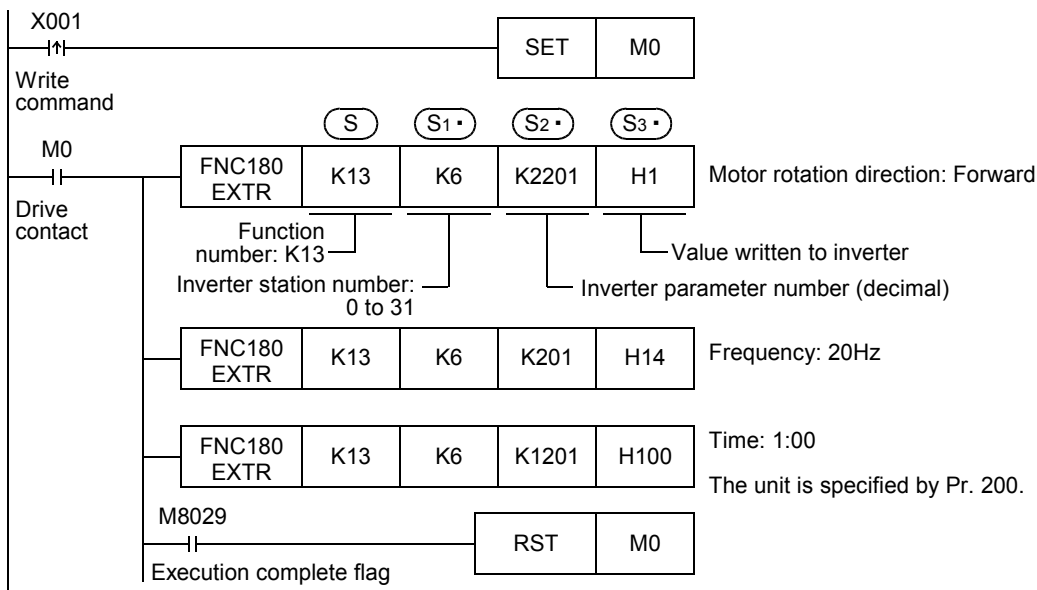 X001
SET M0
Write
command
S S1▪ S2▪ S3▪
M0
FNC180
EXTR K13 K6 K2201 H1 Motor rotation direction: Forward
Drive
contact
Function
number: K13
Value written to inverter
Inverter station number:
0 to 31
Inverter parameter number (decimal)
FNC180
EXTR K13 K6 K201 H14 Frequency: 20Hz
FNC180
EXTR K13 K6 K1201 H100 Time: 1:00
The unit is specified by Pr. 200.
M8029
RST M0
Execution complete flag